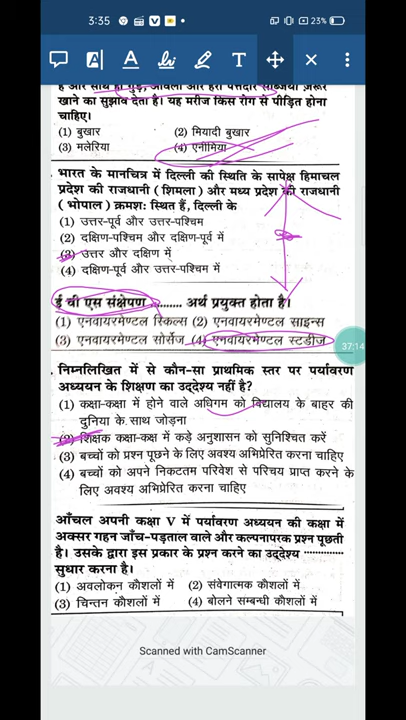 3:35
23%
है और साथ ही गुड़, आँवला और हरी पत्तेदार सब्जियाँ ज़रूर
खाने का सुझाव देता है। यह मरीज किस रोग से पीड़ित होना
चाहिए।
(1) बुखार (2) मियादी बुखार
(3) मलेरिया (4) एनीमिया
भारत के मानचित्र में दिल्ली की स्थिति के सापेक्ष हिमाचल
प्रदेश की राजधानी (शिमला) और मध्य प्रदेश की राजधानी
(भोपाल) क्रमशः स्थित हैं, दिल्ली के
(1) उत्तर-पूर्व और उत्तर-पश्चिम
(2) दक्षिण-पश्चिम और दक्षिण-पूर्व में
(3) उत्तर और दक्षिण में
(4) दक्षिण-पूर्व और उत्तर-पश्चिम में
ई वी एस संक्षेपण ........ अर्थ प्रयुक्त होता है।
(1) एनवायरमेण्टल स्किल्स (2) एनवायरमेण्टल साइन्स
(3) एनवायरमेण्टल सोर्सेज (4) एनवायरमेण्टल स्टडीज
37:14
निम्नलिखित में से कौन-सा प्राथमिक स्तर पर पर्यावरण
अध्ययन के शिक्षण का उद्देश्य नहीं है?
(1) कक्षा-कक्षा में होने वाले अधिगम को विद्यालय के बाहर की
दुनिया के साथ जोड़ना
(2) शिक्षक कक्षा-कक्ष में कड़े अनुशासन को सुनिश्चित करें
(3) बच्चों को प्रश्न पूछने के लिए अवश्य अभिप्रेरित करना चाहिए
(4) बच्चों को अपने निकटतम परिवेश से परिचय प्राप्त करने के
लिए अवश्य अभिप्रेरित करना चाहिए
आँचल अपनी कक्षा V में पर्यावरण अध्ययन की कक्षा में
अक्सर गहन जाँच-पड़ताल वाले और कल्पनापरक प्रश्न पूछती
है। उसके द्वारा इस प्रकार के प्रश्न करने का उद्देश्य ..............
सुधार करना है।
(1) अवलोकन कौशलों में (2) संवेगात्मक कौशलों में
(3) चिन्तन कौशलों में (4) बोलने सम्बन्धी कौशलों में
Scanned with CamScanner